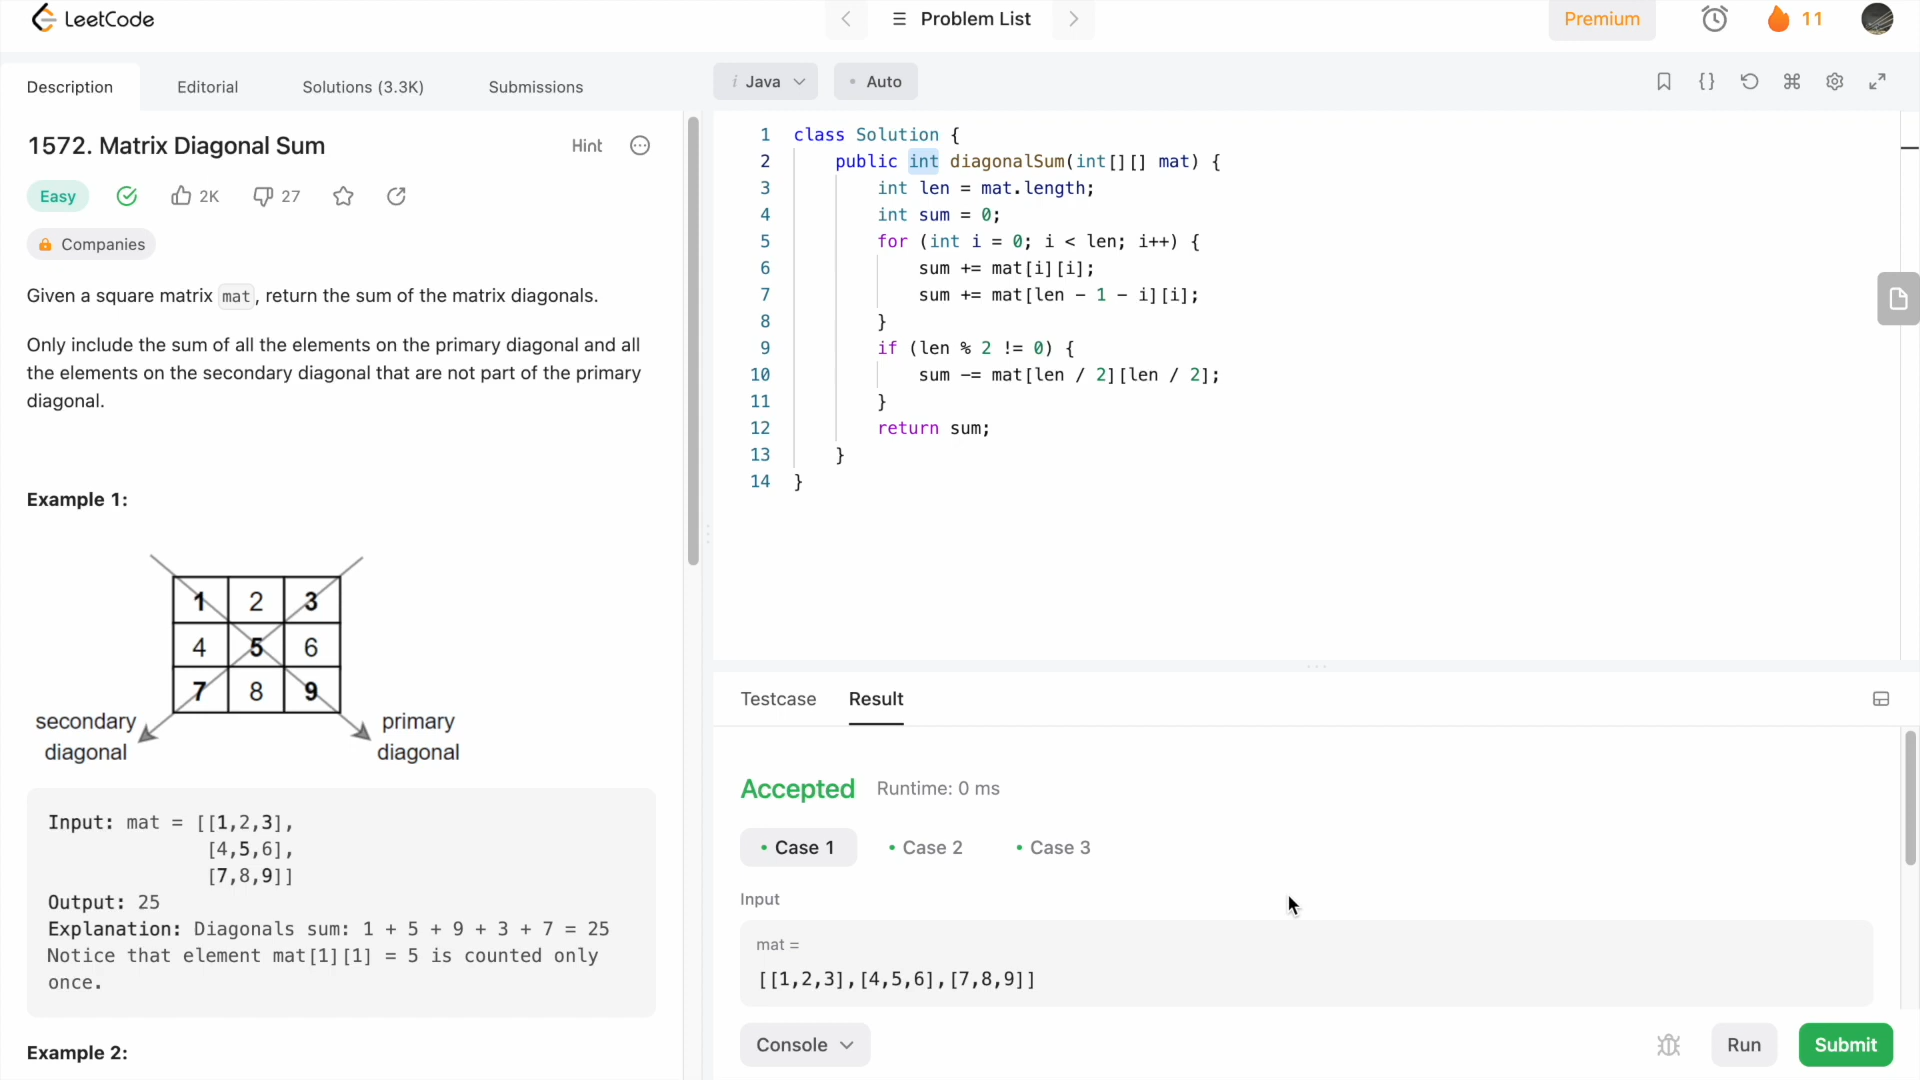 LeetCode
Problem List
Premium
11
Description
Editorial
Solutions (3.3K)
Submissions
1572. Matrix Diagonal Sum
Hint
Easy
2K
27
Companies
Given a square matrix mat, return the sum of the matrix diagonals.
Only include the sum of all the elements on the primary diagonal and all
the elements on the secondary diagonal that are not part of the primary
diagonal.
Example 1:
1 2 3
4 5 6
7 8 9
secondary
diagonal
primary
diagonal
Input: mat = [[1,2,3],
[4,5,6],
[7,8,9]]
Output: 25
Explanation: Diagonals sum: 1 + 5 + 9 + 3 + 7 = 25
Notice that element mat[1][1] = 5 is counted only
once.
Example 2:
i Java
Auto
{}
1 class Solution {
2 public int diagonalSum(int[][] mat) {
3 int len = mat.length;
4 int sum = 0;
5 for (int i = 0; i < len; i++) {
6 sum += mat[i][i];
7 sum += mat[len - 1 - i][i];
8 }
9 if (len % 2 != 0) {
10 sum -= mat[len / 2][len / 2];
11 }
12 return sum;
13 }
14 }
Testcase
Result
Accepted
Runtime: 0 ms
Case 1
Case 2
Case 3
Input
mat =
[[1,2,3],[4,5,6],[7,8,9]]
Console
Run
Submit